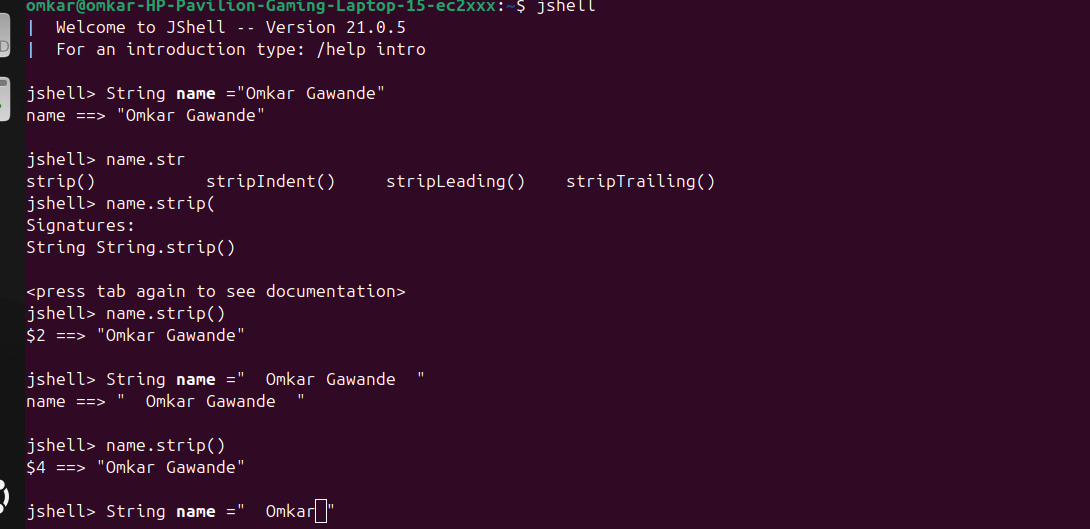 omkar@omkar-HP-Pavilion-Gaming-Laptop-15-ec2xxx:~$ jshell
|  Welcome to JShell -- Version 21.0.5
|  For an introduction type: /help intro

jshell> String name ="Omkar Gawande"
name ==> "Omkar Gawande"

jshell> name.str
strip()           stripIndent()     stripLeading()    stripTrailing()
jshell> name.strip(
Signatures:
String String.strip()

<press tab again to see documentation>
jshell> name.strip()
$2 ==> "Omkar Gawande"

jshell> String name ="  Omkar Gawande  "
name ==> "  Omkar Gawande  "

jshell> name.strip()
$4 ==> "Omkar Gawande"

jshell> String name ="  Omkar "